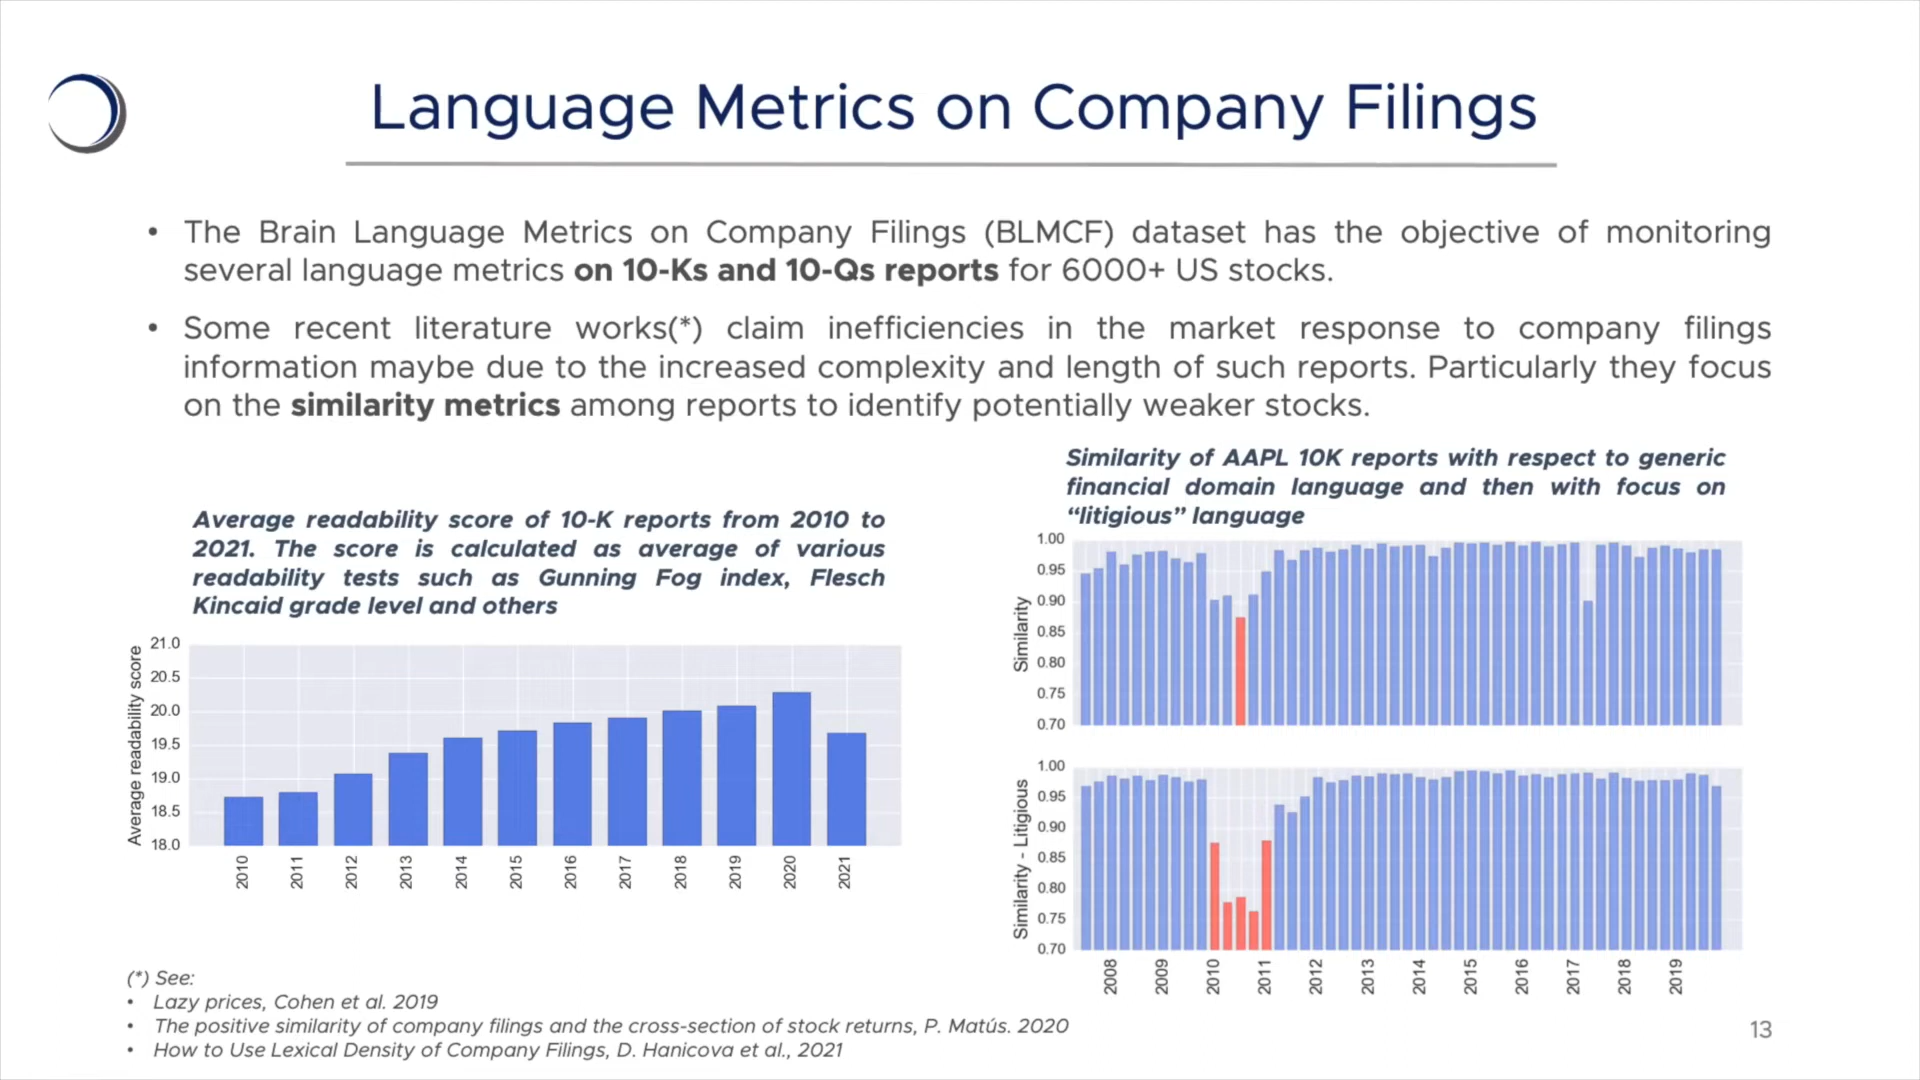 Language Metrics on Company Filings
• The Brain Language Metrics on Company Filings (BLMCF) dataset has the objective of monitoring
several language metrics on 10-Ks and 10-Qs reports for 6000+ US stocks.
• Some recent literature works(*) claim inefficiencies in the market response to company filings
information maybe due to the increased complexity and length of such reports. Particularly they focus
on the similarity metrics among reports to identify potentially weaker stocks.
Average readability score of 10-K reports from 2010 to
2021. The score is calculated as average of various
readability tests such as Gunning Fog index, Flesch
Kincaid grade level and others
Average readability score
21.0
20.5
20.0
19.5
19.0
18.5
18.0
2010 2011 2012 2013 2014 2015 2016 2017 2018 2019 2020 2021
Similarity of AAPL 10K reports with respect to generic
financial domain language and then with focus on
“litigious” language
Similarity
1.00
0.95
0.90
0.85
0.80
0.75
0.70
Similarity - Litigious
1.00
0.95
0.90
0.85
0.80
0.75
0.70
2008 2009 2010 2011 2012 2013 2014 2015 2016 2017 2018 2019
(*) See:
• Lazy prices, Cohen et al. 2019
• The positive similarity of company filings and the cross-section of stock returns, P. Matús. 2020
• How to Use Lexical Density of Company Filings, D. Hanicova et al., 2021
13